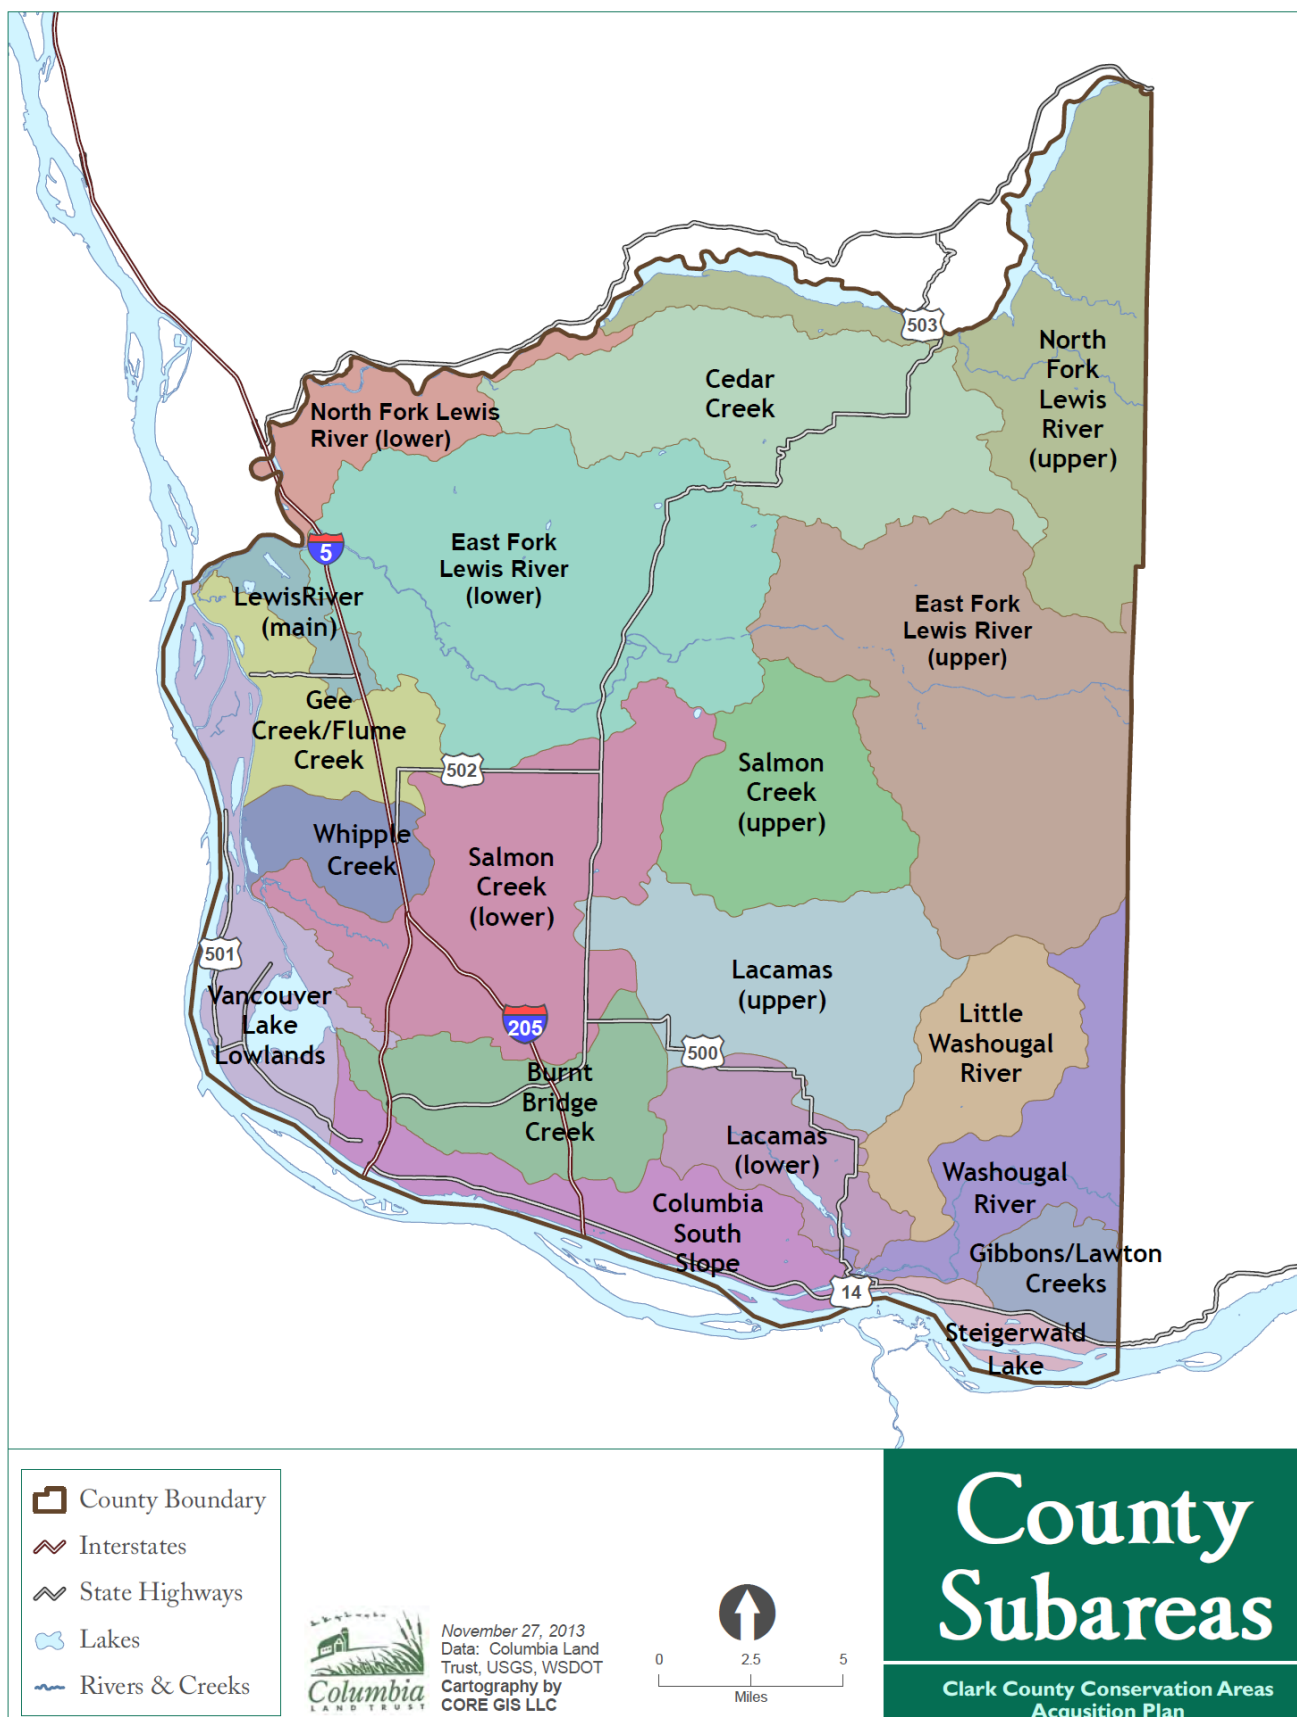 503
North
Fork
Lewis
River
(upper)
Cedar
Creek
North Fork Lewis
River (lower)
5
East Fork
Lewis River
(lower)
LewisRiver
(main)
East Fork
Lewis River
(upper)
Gee
Creek/Flume
Creek
502
Salmon
Creek
(upper)
Whipple
Creek
Salmon
Creek
(lower)
501
Vancouver
Lake
Lowlands
Lacamas
(upper)
205
Little
Washougal
River
500
Burnt
Bridge
Creek
Lacamas
(lower)
Washougal
River
Columbia
South
Slope
Gibbons/Lawton
Creeks
14
Steigerwald
Lake
County Boundary
Interstates
State Highways
Lakes
Rivers & Creeks
Columbia
LAND TRUST
November 27, 2013
Data: Columbia Land
Trust, USGS, WSDOT
Cartography by
CORE GIS LLC
0 2.5 5
Miles
County
Subareas
Clark County Conservation Areas
Acqusition Plan